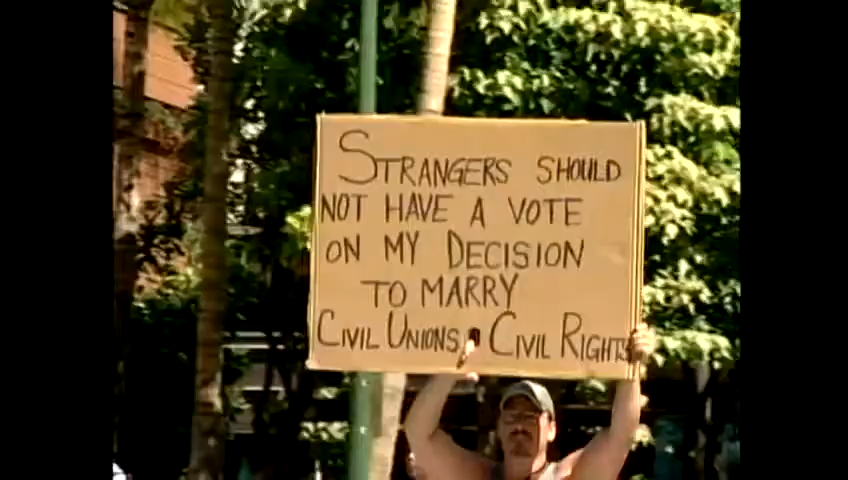 STRANGERS SHOULD
NOT HAVE A VOTE
ON MY DECISION
TO MARRY
CIVIL UNIONS CIVIL RIGHTS